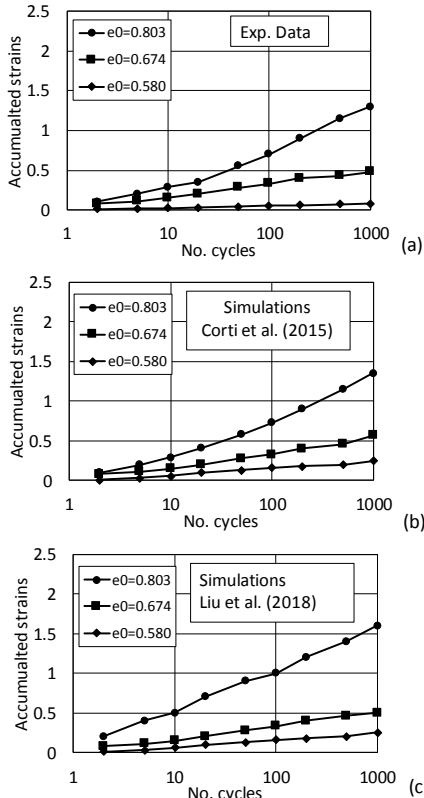 2.5
e0=0.803
e0=0.674
e0=0.580
Exp. Data
2
1.5
1
0.5
0
Accumualted strains
1
10
100
1000
No. cycles
(a)
2.5
e0=0.803
e0=0.674
e0=0.580
Simulations
Corti et al. (2015)
2
1.5
1
0.5
0
Accumualted strains
1
10
100
1000
No. cycles
(b)
2.5
e0=0.803
e0=0.674
e0=0.580
Simulations
Liu et al. (2018)
2
1.5
1
0.5
0
Accumualted strains
1
10
100
1000
No. cycles
(c